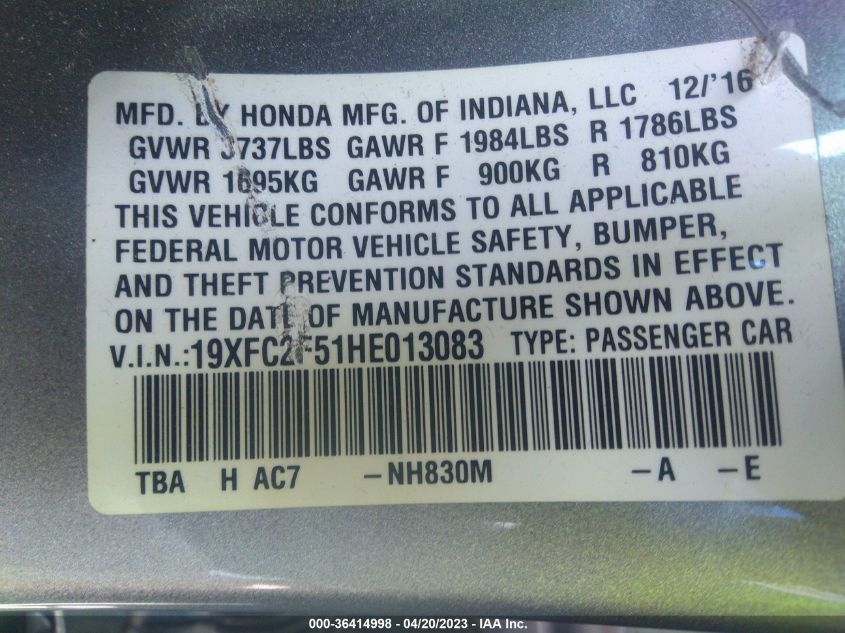 MFD. BY HONDA MFG. OF INDIANA, LLC 12/'16
GVWR 3737LBS GAWR F 1984LBS R 1786LBS
GVWR 1695KG GAWR F 900KG R 810KG
THIS VEHICLE CONFORMS TO ALL APPLICABLE
FEDERAL MOTOR VEHICLE SAFETY, BUMPER,
AND THEFT PREVENTION STANDARDS IN EFFECT
ON THE DATE OF MANUFACTURE SHOWN ABOVE.
V.I.N.:19XFC2F51HE013083 TYPE: PASSENGER CAR
TBA H AC7 -NH830M -A -E
000-36414998 - 04/20/2023 - IAA Inc.